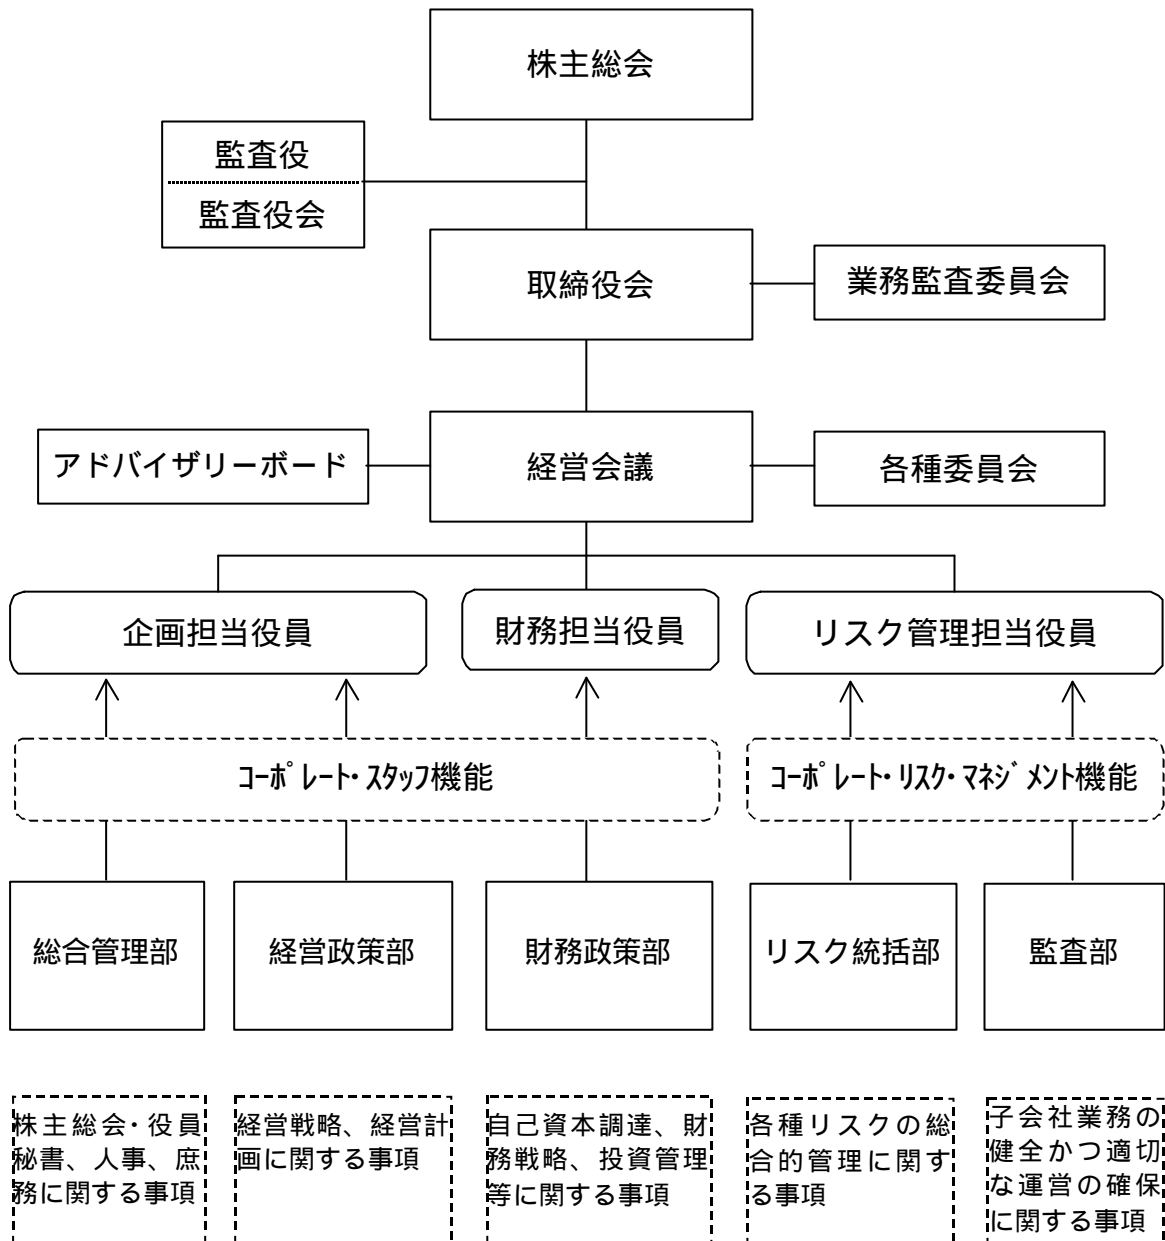 株主総会
監査役
監査役会
取締役会
業務監査委員会
アドバイザリーボード
経営会議
各種委員会
企画担当役員
財務担当役員
リスク管理担当役員
ｺｰﾎﾟﾚｰﾄ･ｽﾀｯﾌ機能
ｺｰﾎﾟﾚｰﾄ･ﾘｽｸ･ﾏﾈｼﾞﾒﾝﾄ機能
総合管理部
経営政策部
財務政策部
リスク統括部
監査部
株主総会・役員
秘書、人事、庶
務に関する事項
経営戦略、経営計
画に関する事項
自己資本調達、財
務戦略、投資管理
等に関する事項
各種リスクの総
合的管理に関す
る事項
子会社業務の
健全かつ適切
な運営の確保
に関する事項